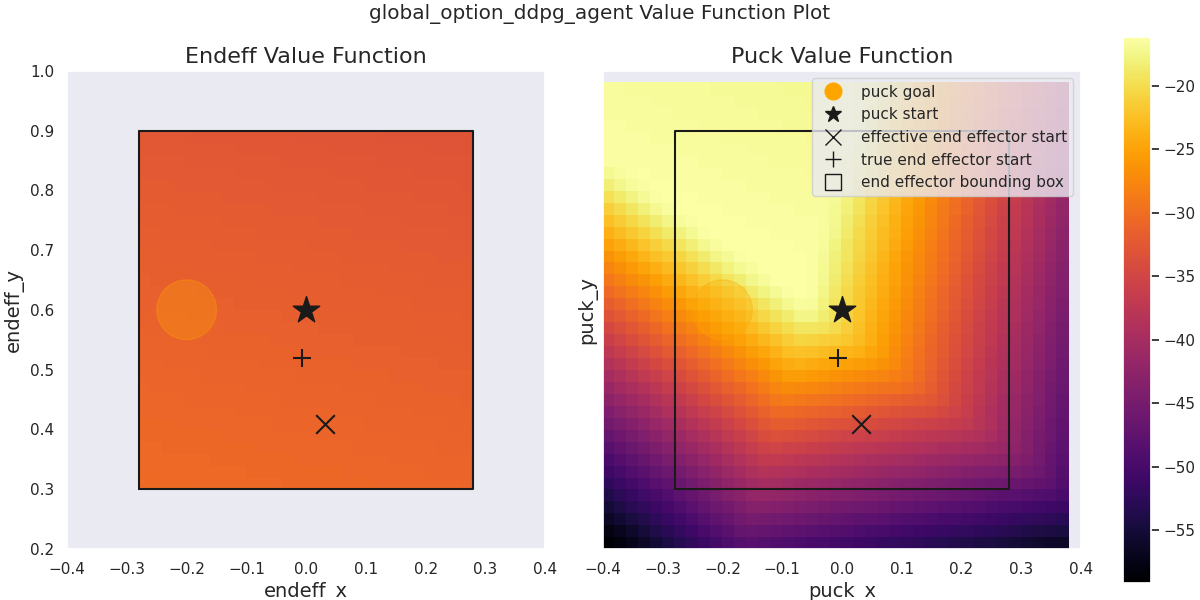 global_option_ddpg_agent Value Function Plot
Endeff Value Function
1.0
0.9
0.8
0.7
0.6
0.5
0.4
0.3
0.2
endeff_y
−0.4 −0.3 −0.2 −0.1 0.0 0.1 0.2 0.3 0.4
endeff_x
Puck Value Function
puck goal
puck start
effective end effector start
true end effector start
end effector bounding box
puck_y
−0.4 −0.3 −0.2 −0.1 0.0 0.1 0.2 0.3 0.4
puck_x
−20
−25
−30
−35
−40
−45
−50
−55